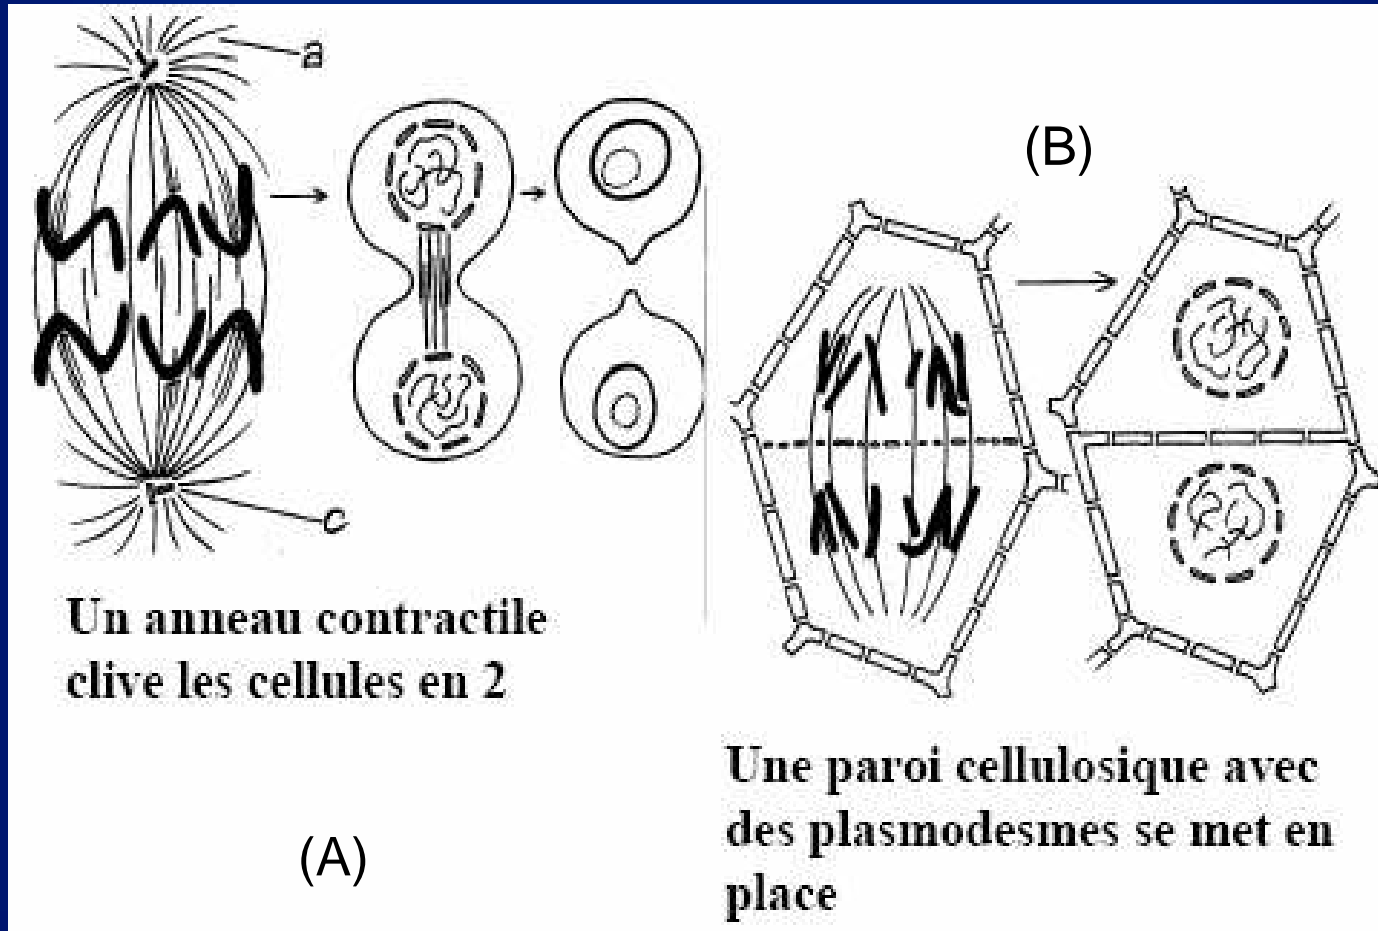 a
c
Un anneau contractile
clive les cellules en 2
(A)
(B)
Une paroi cellulosique avec
des plasmodesmes se met en
place